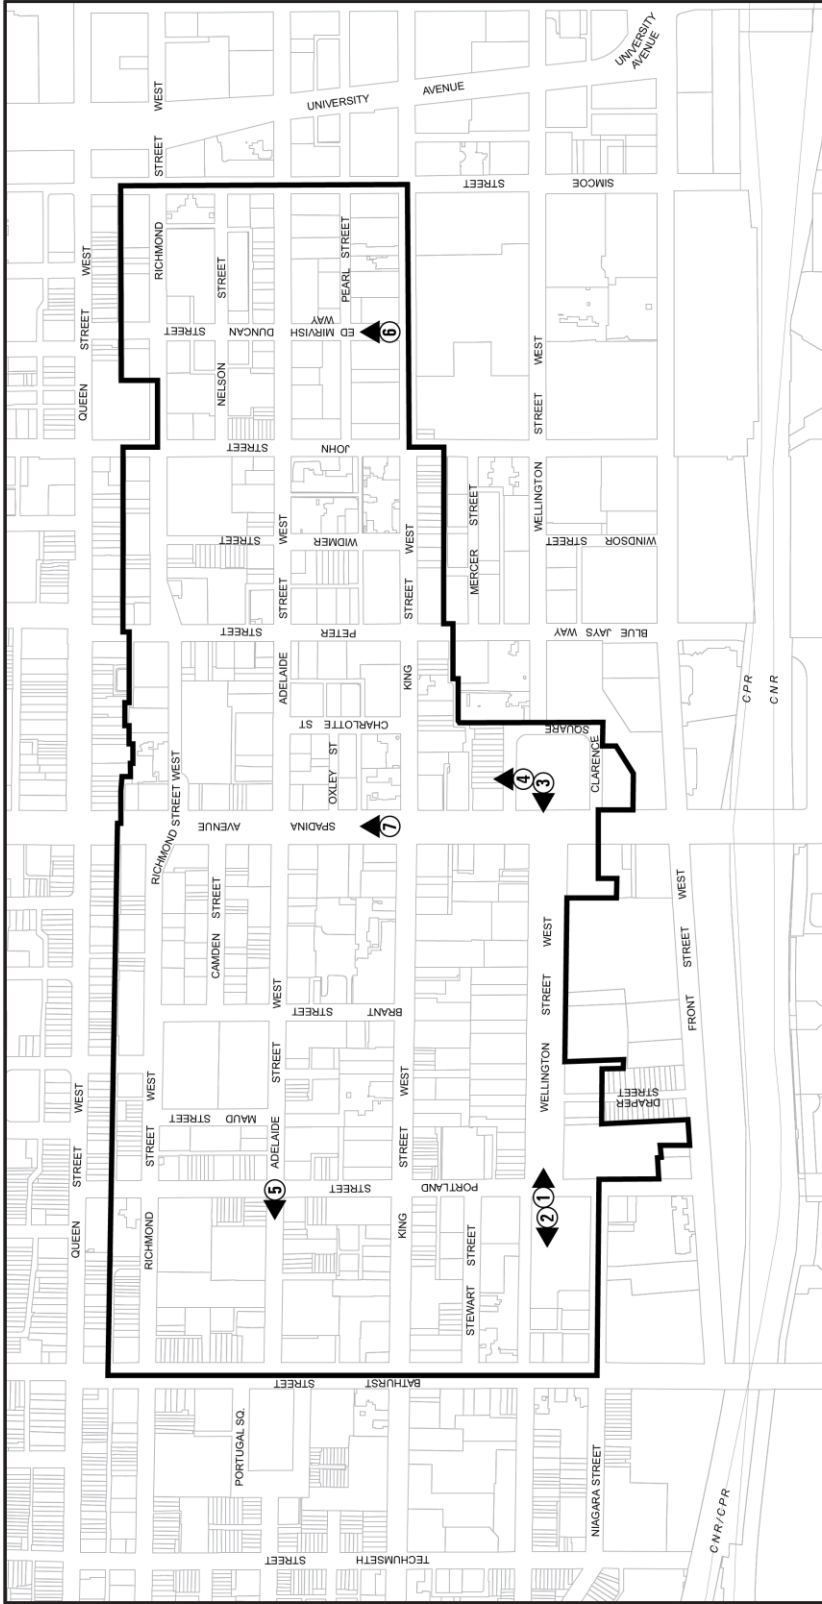 QUEEN STREET WEST
QUEEN STREET WEST
RICHMOND STREET WEST
RICHMOND STREET WEST
RICHMOND STREET WEST
PORTUGAL SQ.
CAMDEN STREET
NELSON STREET
ADELAIDE STREET WEST
ADELAIDE STREET WEST
OXLEY ST
PEARL STREET
KING STREET WEST
KING STREET WEST
STEWART STREET
MERCER STREET
WELLINGTON STREET WEST
WELLINGTON STREET WEST
NIAGARA STREET
CLARENCE
SQUARE
FRONT STREET WEST
CNR/CPR
CPR
CNR
TECHUMSETH STREET
BATHURST STREET
PORTLAND STREET
MAUD STREET
DRAPER
STREET
BRANT STREET
SPADINA AVENUE
CHARLOTTE ST
PETER STREET
BLUE JAYS WAY
WIDMER STREET
WINDSOR STREET
JOHN STREET
DUNCAN STREET
ED MIRVISH
WAY
SIMCOE STREET
UNIVERSITY AVENUE
UNIVERSITY
AVENUE
5
7
6
2
1
3
4